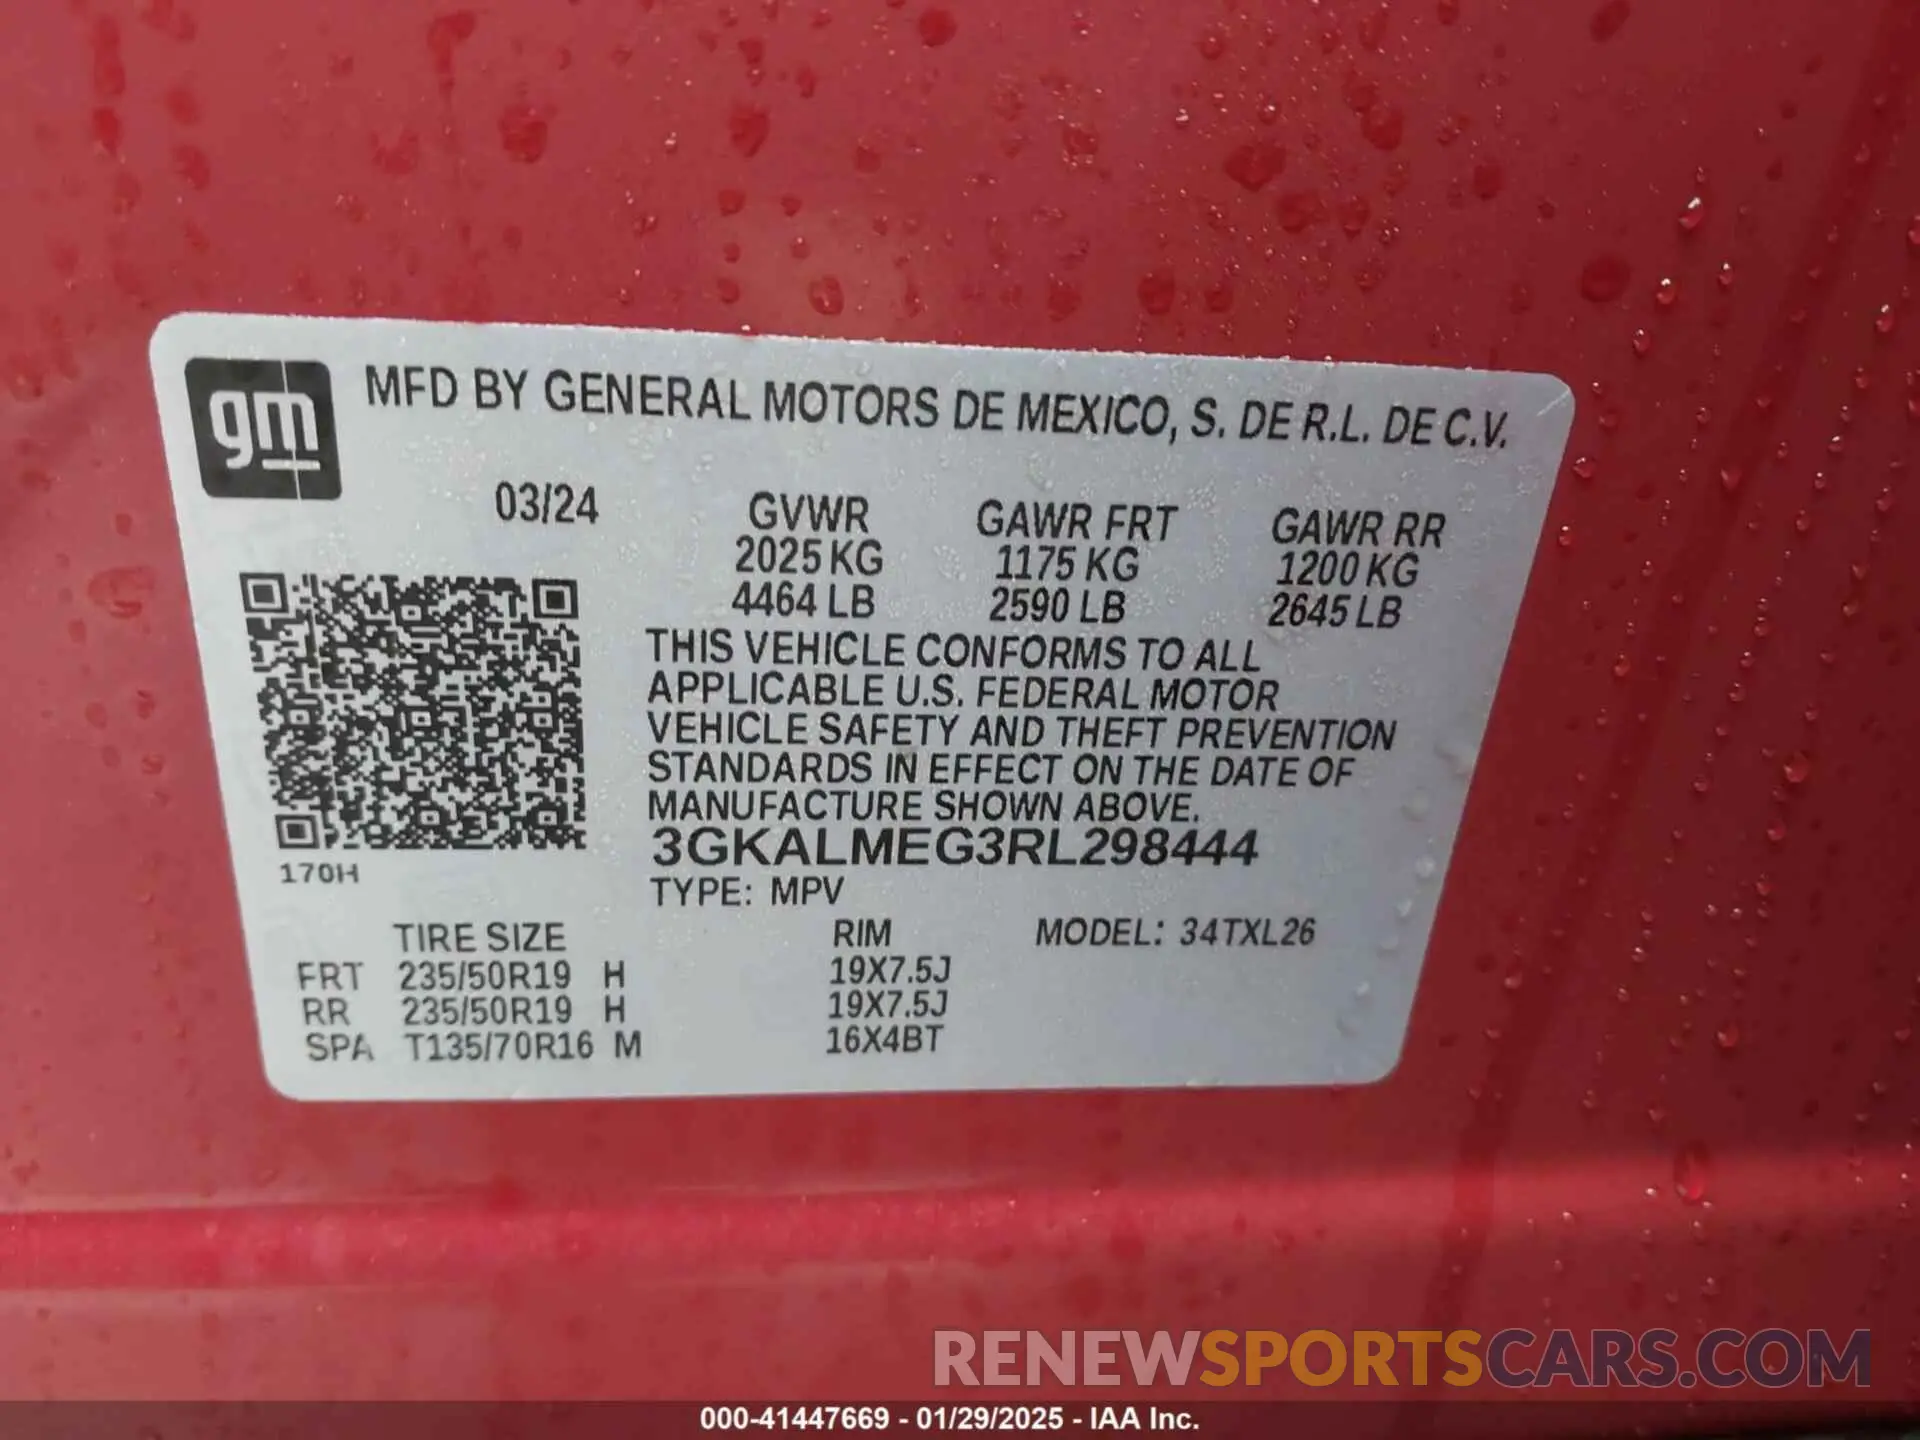 gm
MFD BY GENERAL MOTORS DE MEXICO, S. DE R.L. DE C.V.
03/24
GVWR GAWR FRT GAWR RR
2025 KG 1175 KG 1200 KG
4464 LB 2590 LB 2645 LB
THIS VEHICLE CONFORMS TO ALL
APPLICABLE U.S. FEDERAL MOTOR
VEHICLE SAFETY AND THEFT PREVENTION
STANDARDS IN EFFECT ON THE DATE OF
MANUFACTURE SHOWN ABOVE.
3GKALMEG3RL298444
170H
TYPE: MPV
TIRE SIZE RIM MODEL: 34TXL26
FRT 235/50R19 H 19X7.5J
RR 235/50R19 H 19X7.5J
SPA T135/70R16 M 16X4BT
RENEWSPORTSCARS.COM
000-41447669 - 01/29/2025 - IAA Inc.